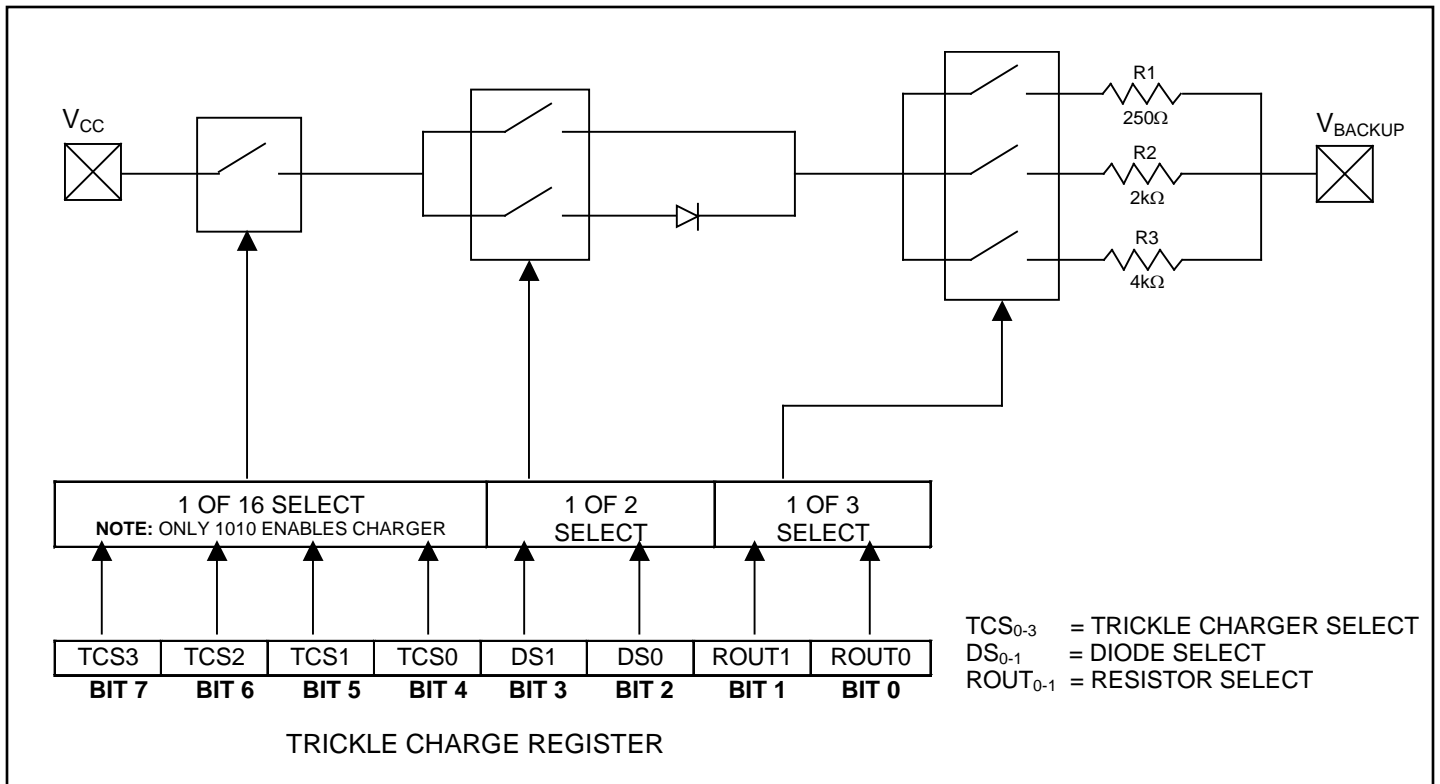 V_CC
R1
250Ω
R2
2kΩ
R3
4kΩ
V_BACKUP
1 OF 16 SELECT
NOTE: ONLY 1010 ENABLES CHARGER
1 OF 2
SELECT
1 OF 3
SELECT
TCS3 TCS2 TCS1 TCS0 DS1 DS0 ROUT1 ROUT0
BIT 7 BIT 6 BIT 5 BIT 4 BIT 3 BIT 2 BIT 1 BIT 0
TCS0-3 = TRICKLE CHARGER SELECT
DS0-1 = DIODE SELECT
ROUT0-1 = RESISTOR SELECT
TRICKLE CHARGE REGISTER